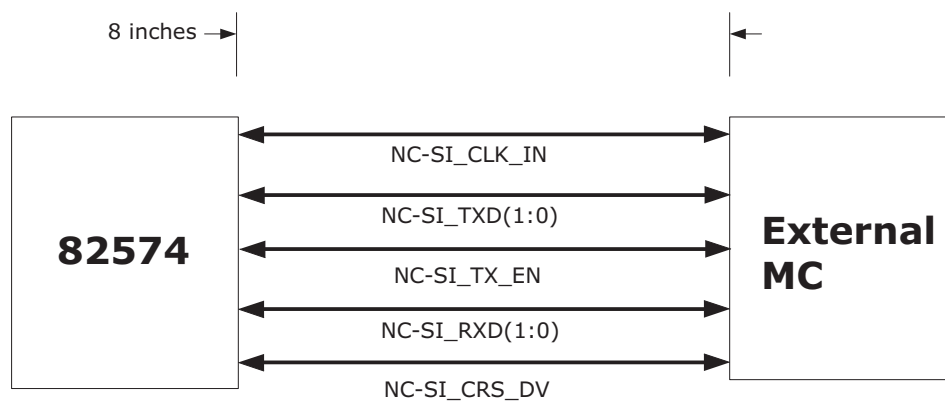 8 inches
NC-SI_CLK_IN
NC-SI_TXD(1:0)
82574
External
MC
NC-SI_TX_EN
NC-SI_RXD(1:0)
NC-SI_CRS_DV